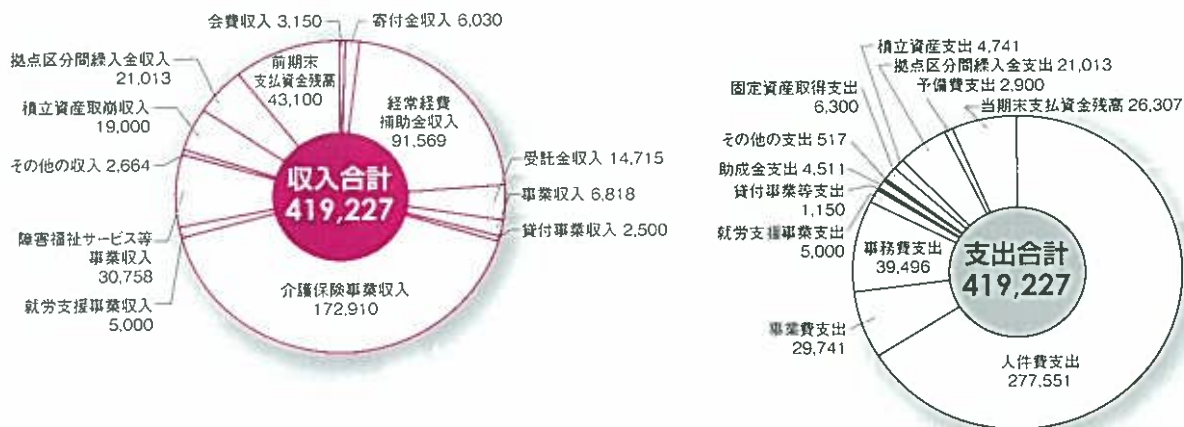 会費収入 3,150
寄付金収入 6,030
経常経費
補助金収入
91,569
受託金収入 14,715
事業収入 6,818
貸付事業収入 2,500
介護保険事業収入
172,910
就労支援事業収入
5,000
障害福祉サービス等
事業収入
30,758
その他の収入 2,664
積立資産取崩収入
19,000
拠点区分間繰入金収入
21,013
前期末
支払資金残高
43,100
収入合計
419,227
積立資産支出 4,741
拠点区分間繰入金支出 21,013
予備費支出 2,900
当期末支払資金残高 26,307
固定資産取得支出
6,300
その他の支出 517
助成金支出 4,511
貸付事業等支出
1,150
就労支援事業支出
5,000
事務費支出
39,496
事業費支出
29,741
人件費支出
277,551
支出合計
419,227